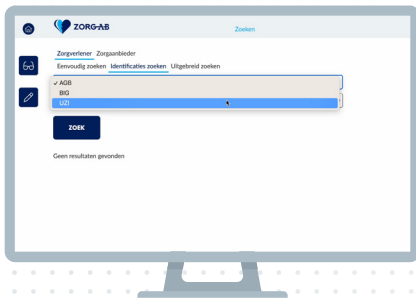 ZORG-AB
Zoeken
Zorgverlener Zorgaanbieder
Eenvoudig zoeken Identificaties zoeken Uitgebreid zoeken
✓ AGB
BIG
UZI
ZOEK
Geen resultaten gevonden